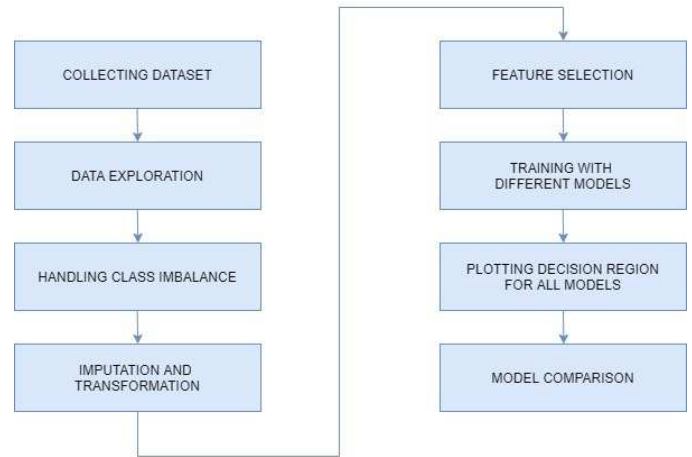 COLLECTING DATASET
DATA EXPLORATION
HANDLING CLASS IMBALANCE
IMPUTATION AND
TRANSFORMATION
FEATURE SELECTION
TRAINING WITH
DIFFERENT MODELS
PLOTTING DECISION REGION
FOR ALL MODELS
MODEL COMPARISON